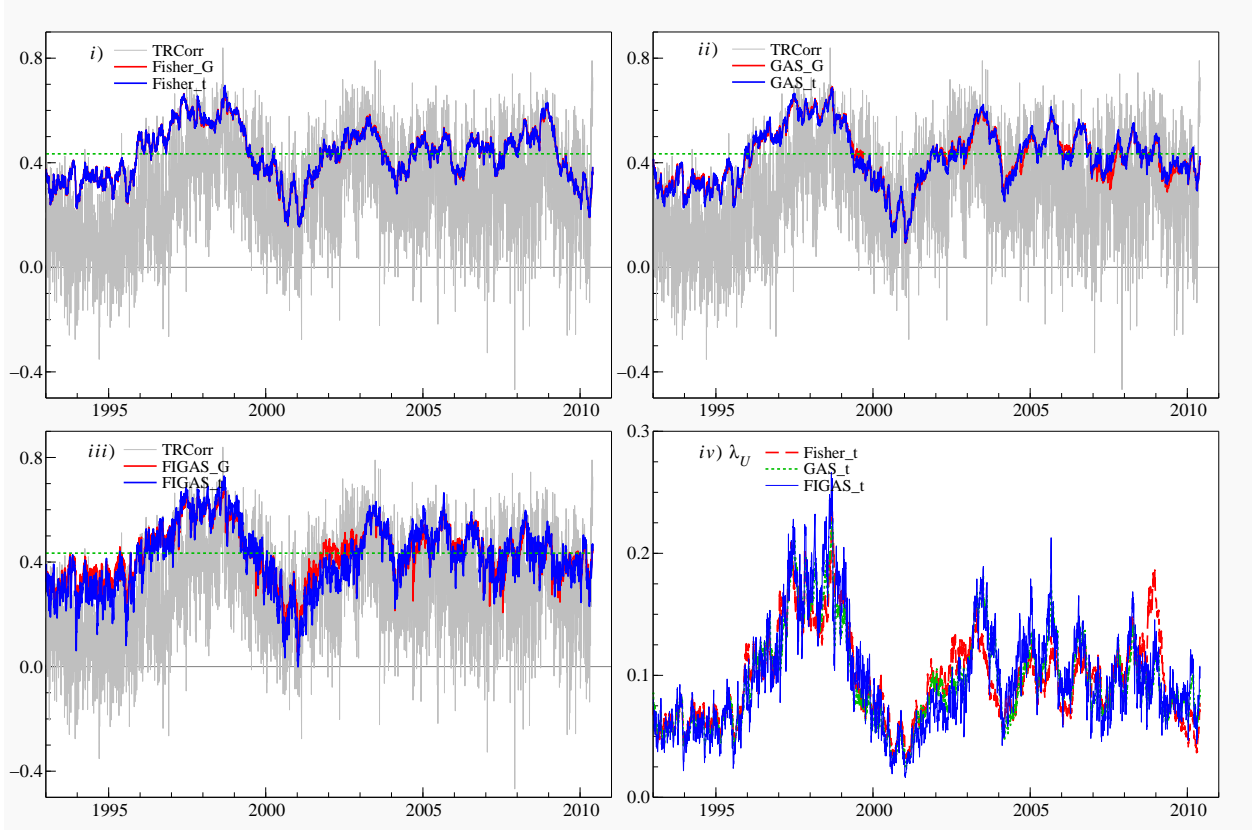 i) TRCorr
Fisher_G
Fisher_t
0.8
0.4
0.0
−0.4
1995 2000 2005 2010
ii) TRCorr
GAS_G
GAS_t
0.8
0.4
0.0
−0.4
1995 2000 2005 2010
iii) TRCorr
FIGAS_G
FIGAS_t
0.8
0.4
0.0
−0.4
1995 2000 2005 2010
iv) λ_U Fisher_t
GAS_t
FIGAS_t
0.3
0.2
0.1
0.0
1995 2000 2005 2010